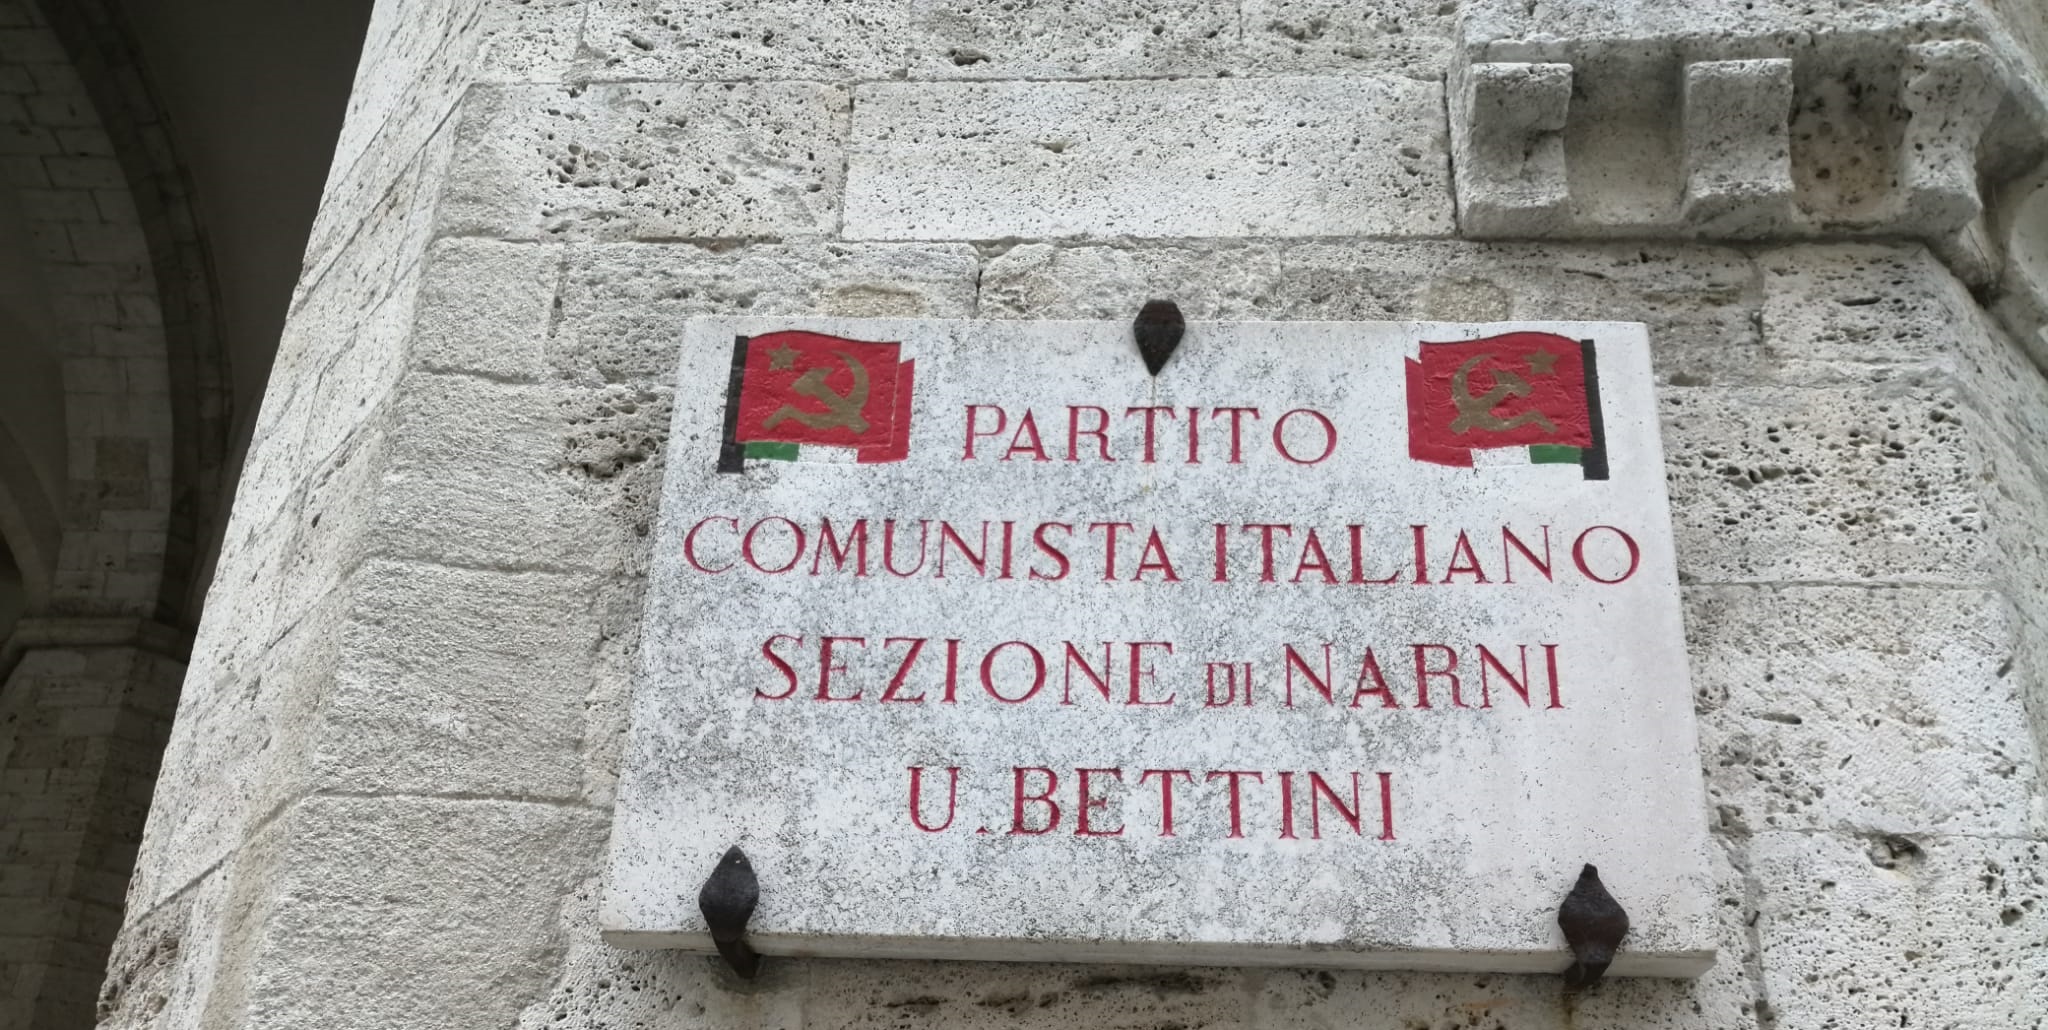 PARTITO
COMUNISTA ITALIANO
SEZIONE DI NARNI
U. BETTINI